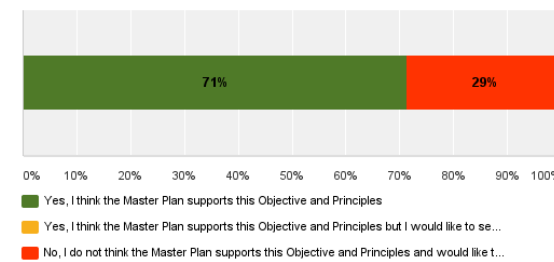 71% 29%
0% 10% 20% 30% 40% 50% 60% 70% 80% 90% 100%
Yes, I think the Master Plan supports this Objective and Principles
Yes, I think the Master Plan supports this Objective and Principles but I would like to se...
No, I do not think the Master Plan supports this Objective and Principles and would like t...